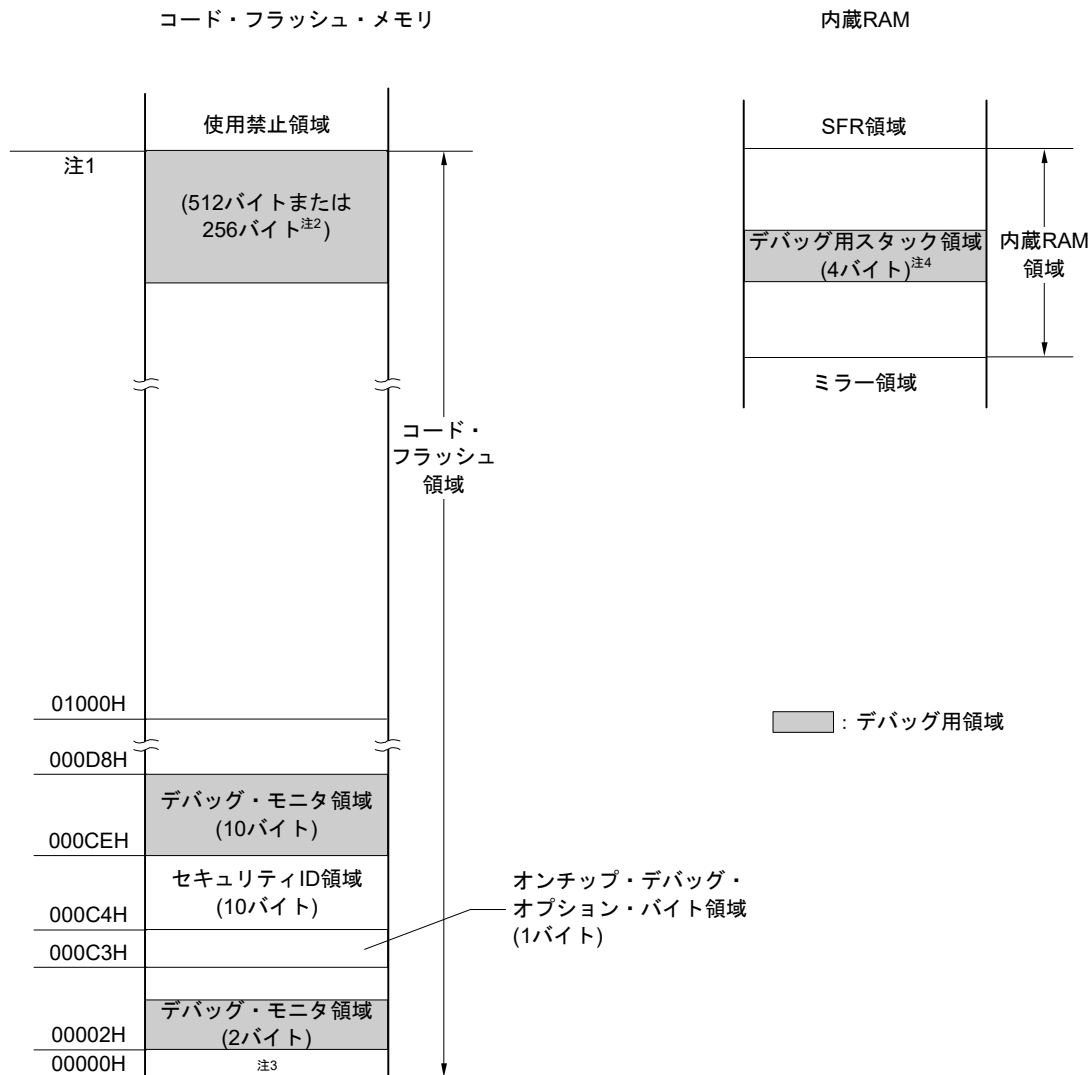 コード・フラッシュ・メモリ
内蔵RAM
使用禁止領域
注1
(512バイトまたは
256バイト注2)
コード・
フラッシュ
領域
SFR領域
デバッグ用スタック領域
(4バイト)注4
内蔵RAM
領域
ミラー領域
01000H
: デバッグ用領域
000D8H
デバッグ・モニタ領域
(10バイト)
000CEH
セキュリティID領域
(10バイト)
000C4H
オンチップ・デバッグ・
オプション・バイト領域
(1バイト)
000C3H
デバッグ・モニタ領域
(2バイト)
00002H
00000H
注3